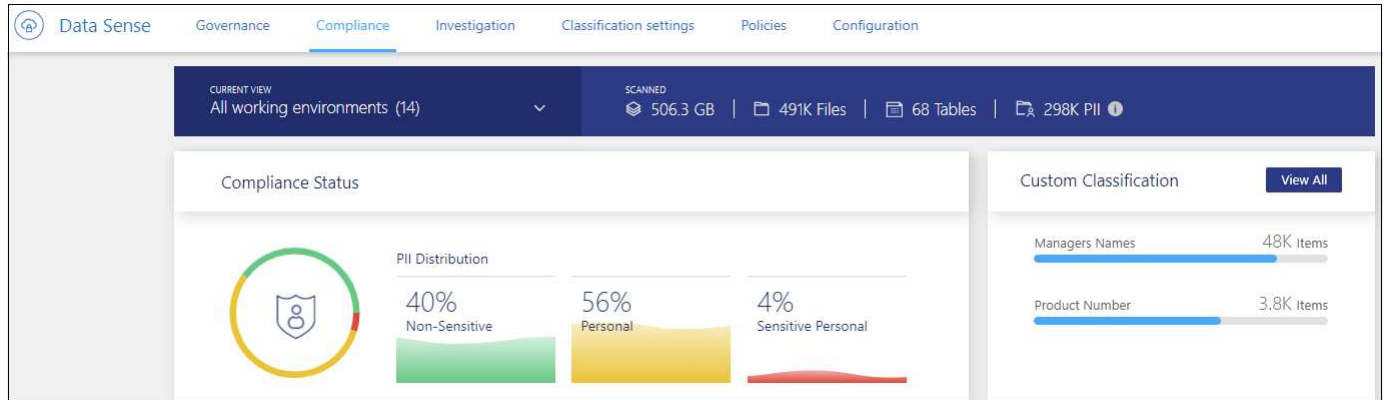 Data Sense Governance Compliance Investigation Classification settings Policies Configuration
CURRENT VIEW
All working environments (14)
SCANNED
506.3 GB | 491K Files | 68 Tables | 298K PII
Compliance Status
PII Distribution
40%
Non-Sensitive
56%
Personal
4%
Sensitive Personal
Custom Classification View All
Managers Names 48K Items
Product Number 3.8K Items